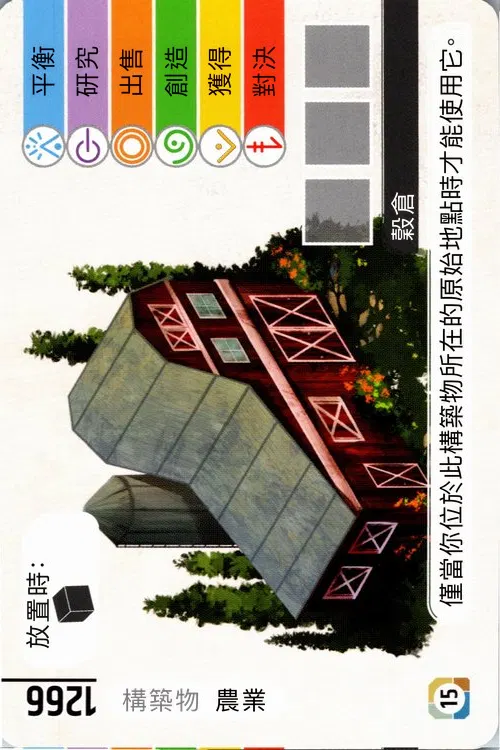 平衡
研究
出售
創造
獲得
對決
穀倉
僅當你位於此構築物所在的原始地點時才能使用它。
放置時：
1266
構築物 農業
15